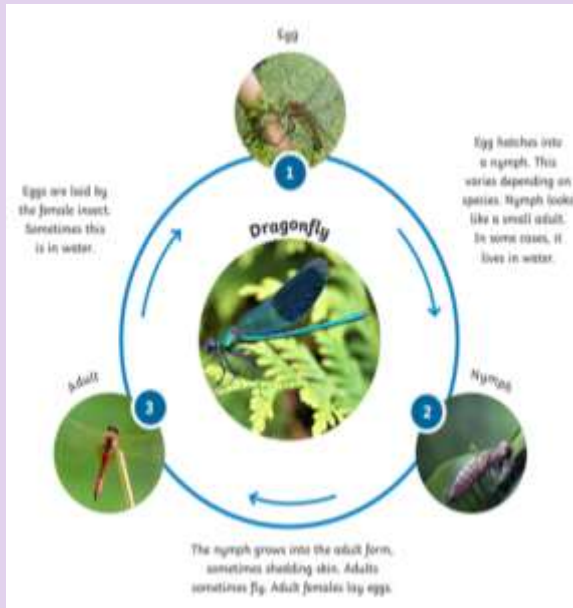 Egg
1
Egg hatches into
a nymph. This
varies depending on
species. Nymph looks
like a small adult.
In some cases, it
lives in water.
Eggs are laid by
the female insect.
Sometimes this
is in water.
Dragonfly
Adult
3
Nymph
2
The nymph grows into the adult form,
sometimes shedding skin. Adults
sometimes fly. Adult females lay eggs.